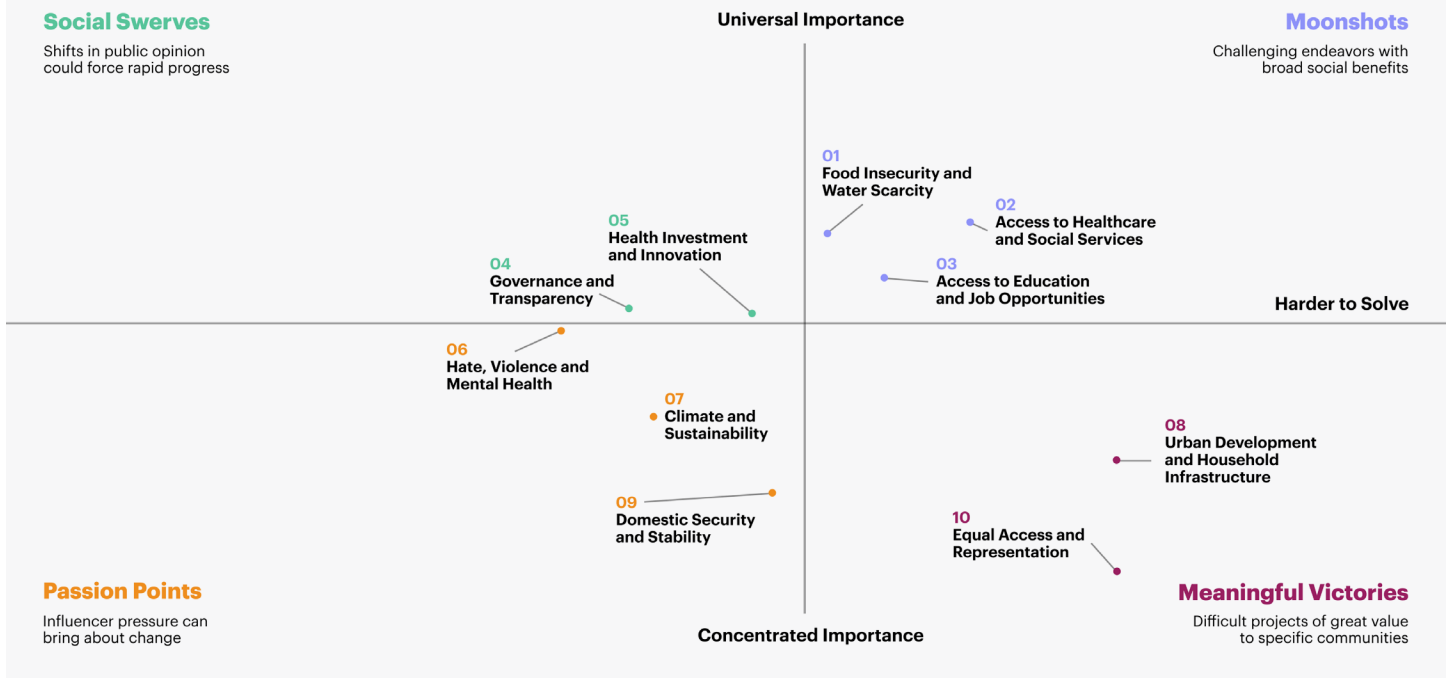 Social Swerves
Shifts in public opinion
could force rapid progress
Universal Importance
Moonshots
Challenging endeavors with
broad social benefits
01
Food Insecurity and
Water Scarcity
02
Access to Healthcare
and Social Services
03
Access to Education
and Job Opportunities
04
Governance and
Transparency
05
Health Investment
and Innovation
Harder to Solve
06
Hate, Violence and
Mental Health
07
Climate and
Sustainability
08
Urban Development
and Household
Infrastructure
09
Domestic Security
and Stability
10
Equal Access and
Representation
Passion Points
Influencer pressure can
bring about change
Concentrated Importance
Meaningful Victories
Difficult projects of great value
to specific communities